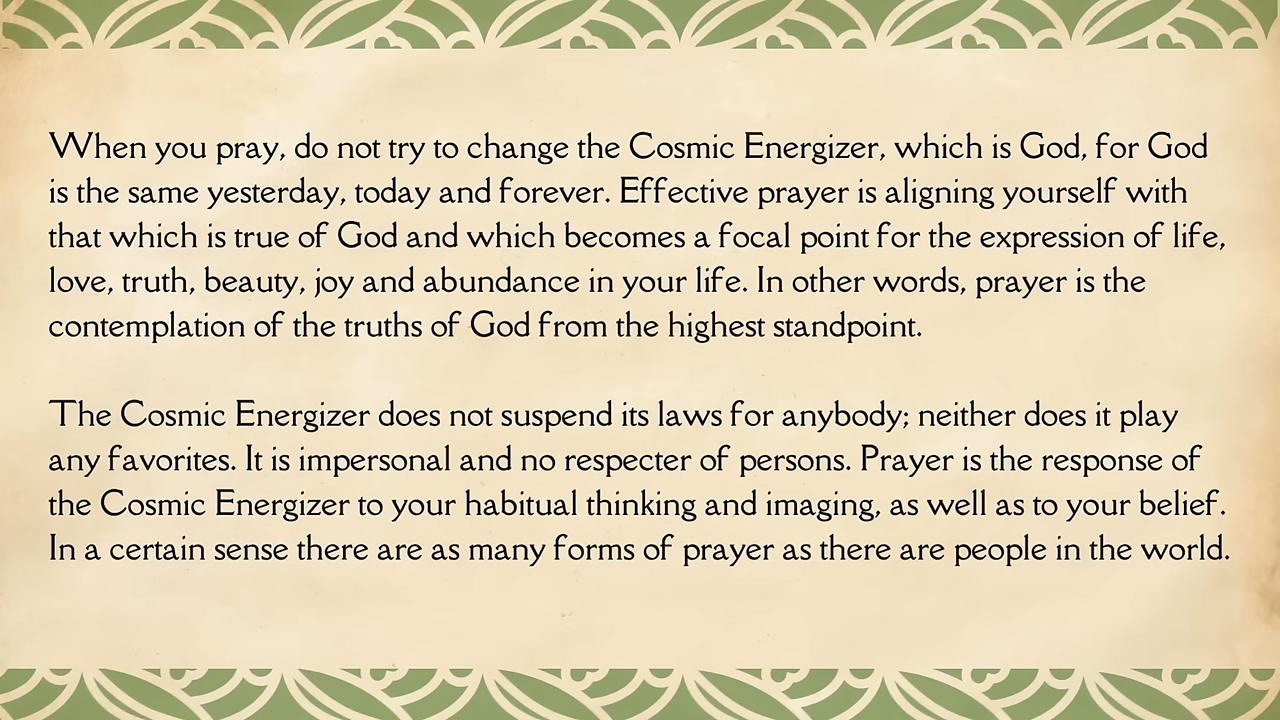 When you pray, do not try to change the Cosmic Energizer, which is God, for God
is the same yesterday, today and forever. Effective prayer is aligning yourself with
that which is true of God and which becomes a focal point for the expression of life,
love, truth, beauty, joy and abundance in your life. In other words, prayer is the
contemplation of the truths of God from the highest standpoint.
The Cosmic Energizer does not suspend its laws for anybody; neither does it play
any favorites. It is impersonal and no respecter of persons. Prayer is the response of
the Cosmic Energizer to your habitual thinking and imaging, as well as to your belief.
In a certain sense there are as many forms of prayer as there are people in the world.